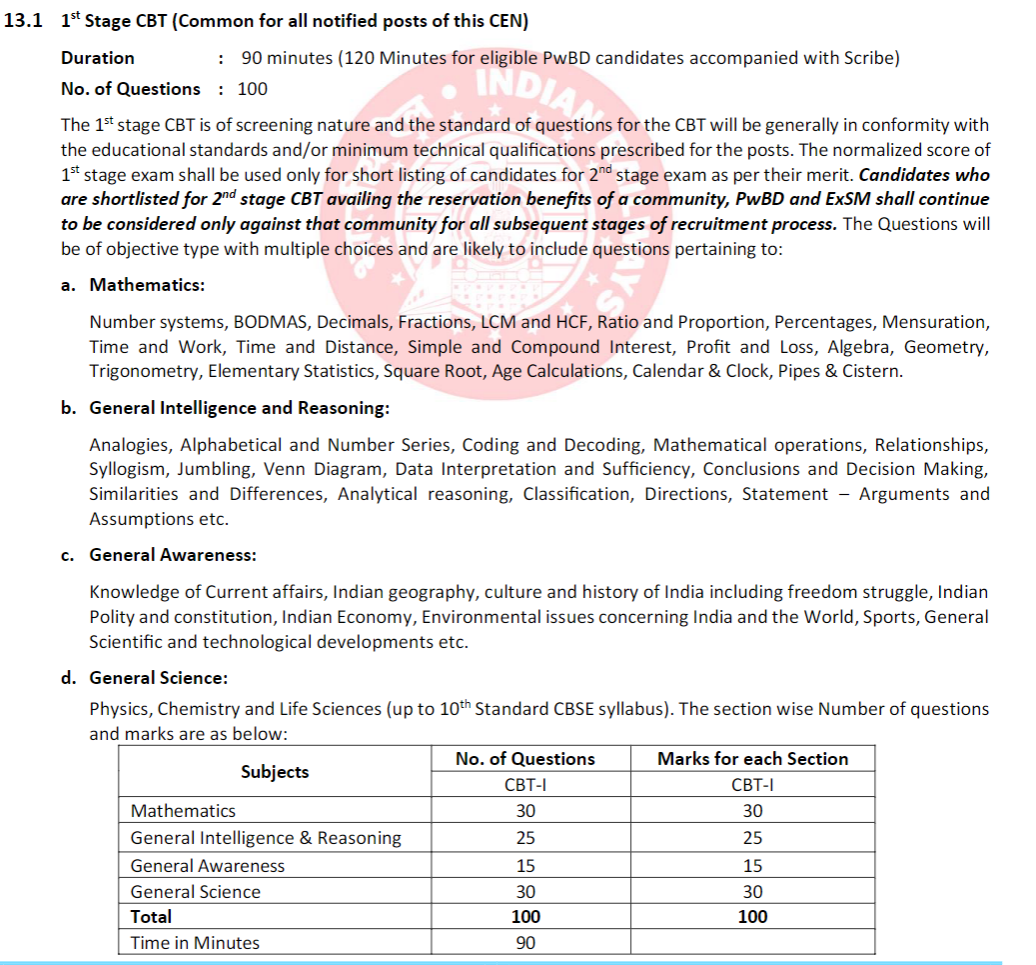 13.1 1st Stage CBT (Common for all notified posts of this CEN)
Duration : 90 minutes (120 Minutes for eligible PwBD candidates accompanied with Scribe)
No. of Questions : 100
The 1st stage CBT is of screening nature and the standard of questions for the CBT will be generally in conformity with
the educational standards and/or minimum technical qualifications prescribed for the posts. The normalized score of
1st stage exam shall be used only for short listing of candidates for 2nd stage exam as per their merit. Candidates who
are shortlisted for 2nd stage CBT availing the reservation benefits of a community, PwBD and ExSM shall continue
to be considered only against that community for all subsequent stages of recruitment process. The Questions will
be of objective type with multiple choices and are likely to include questions pertaining to:
a. Mathematics:
Number systems, BODMAS, Decimals, Fractions, LCM and HCF, Ratio and Proportion, Percentages, Mensuration,
Time and Work, Time and Distance, Simple and Compound Interest, Profit and Loss, Algebra, Geometry,
Trigonometry, Elementary Statistics, Square Root, Age Calculations, Calendar & Clock, Pipes & Cistern.
b. General Intelligence and Reasoning:
Analogies, Alphabetical and Number Series, Coding and Decoding, Mathematical operations, Relationships,
Syllogism, Jumbling, Venn Diagram, Data Interpretation and Sufficiency, Conclusions and Decision Making,
Similarities and Differences, Analytical reasoning, Classification, Directions, Statement – Arguments and
Assumptions etc.
c. General Awareness:
Knowledge of Current affairs, Indian geography, culture and history of India including freedom struggle, Indian
Polity and constitution, Indian Economy, Environmental issues concerning India and the World, Sports, General
Scientific and technological developments etc.
d. General Science:
Physics, Chemistry and Life Sciences (up to 10th Standard CBSE syllabus). The section wise Number of questions
and marks are as below:
Subjects No. of Questions Marks for each Section
CBT-I CBT-I
Mathematics 30 30
General Intelligence & Reasoning 25 25
General Awareness 15 15
General Science 30 30
Total 100 100
Time in Minutes 90